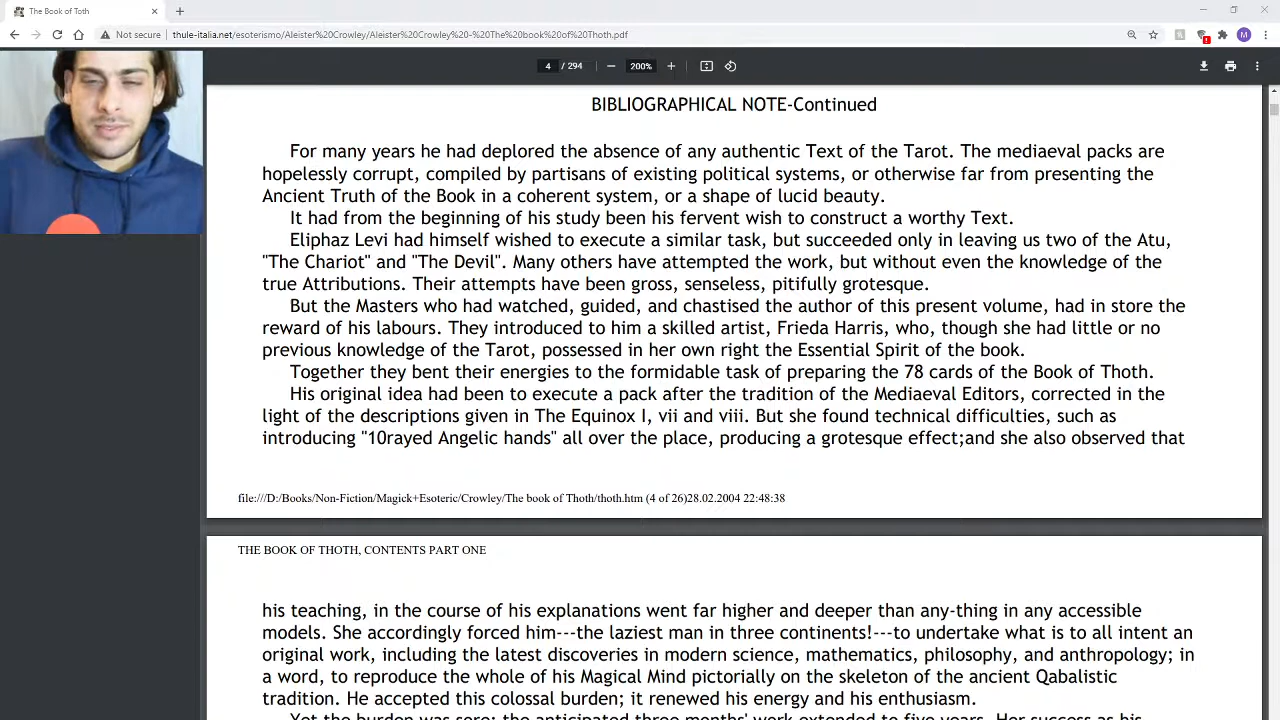 The Book of Toth
Not secure
thule-italia.net/esoterismo/Aleister%20Crowley/Aleister%20Crowley%20-%20The%20book%20of%20Thoth.pdf
M
4 / 294
200%
BIBLIOGRAPHICAL NOTE-Continued
For many years he had deplored the absence of any authentic Text of the Tarot. The mediaeval packs are
hopelessly corrupt, compiled by partisans of existing political systems, or otherwise far from presenting the
Ancient Truth of the Book in a coherent system, or a shape of lucid beauty.
It had from the beginning of his study been his fervent wish to construct a worthy Text.
Eliphaz Levi had himself wished to execute a similar task, but succeeded only in leaving us two of the Atu,
"The Chariot" and "The Devil". Many others have attempted the work, but without even the knowledge of the
true Attributions. Their attempts have been gross, senseless, pitifully grotesque.
But the Masters who had watched, guided, and chastised the author of this present volume, had in store the
reward of his labours. They introduced to him a skilled artist, Frieda Harris, who, though she had little or no
previous knowledge of the Tarot, possessed in her own right the Essential Spirit of the book.
Together they bent their energies to the formidable task of preparing the 78 cards of the Book of Thoth.
His original idea had been to execute a pack after the tradition of the Mediaeval Editors, corrected in the
light of the descriptions given in The Equinox I, vii and viii. But she found technical difficulties, such as
introducing "10rayed Angelic hands" all over the place, producing a grotesque effect;and she also observed that
file:///D:/Books/Non-Fiction/Magick+Esoteric/Crowley/The book of Thoth/thoth.htm (4 of 26)28.02.2004 22:48:38
THE BOOK OF THOTH, CONTENTS PART ONE
his teaching, in the course of his explanations went far higher and deeper than any-thing in any accessible
models. She accordingly forced him---the laziest man in three continents!---to undertake what is to all intent an
original work, including the latest discoveries in modern science, mathematics, philosophy, and anthropology; in
a word, to reproduce the whole of his Magical Mind pictorially on the skeleton of the ancient Qabalistic
tradition. He accepted this colossal burden; it renewed his energy and his enthusiasm.
Yet the burden was sore; the anticipated three months' work extended to five years. Her success as his